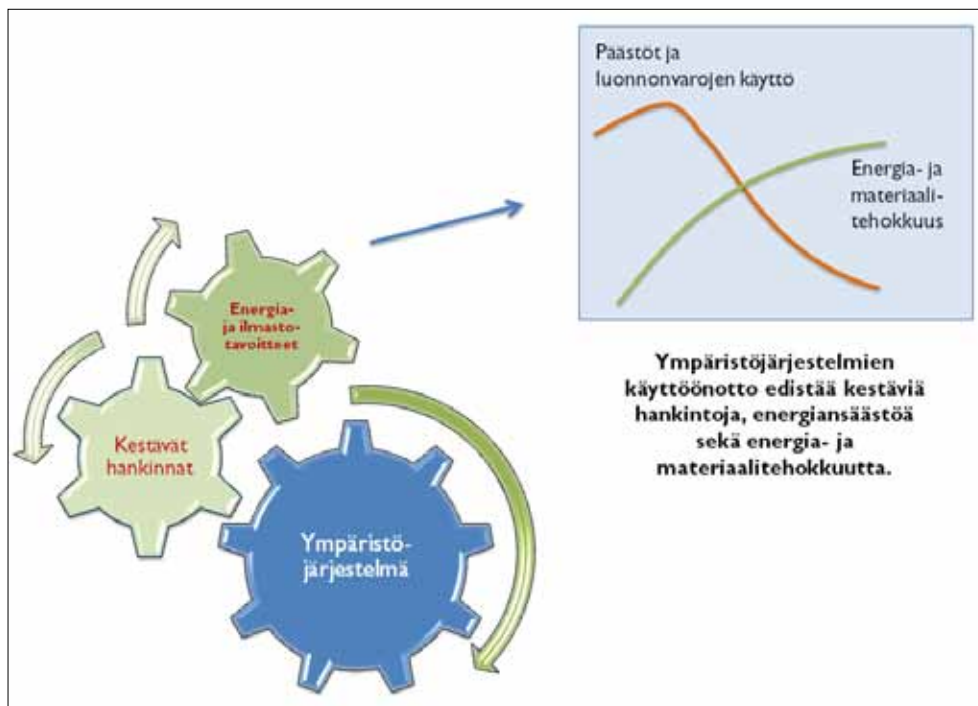 Päästöt ja
luonnonvarojen käyttö
Energia- ja
materiaali-
tehokkuus
Energia-
ja ilmasto-
tavoitteet
Kestävät
hankinnat
Ympäristö-
järjestelmä
Ympäristöjärjestelmien
käyttöönotto edistää kestäviä
hankintoja, energiansäästöä
sekä energia- ja
materiaalitehokkuutta.